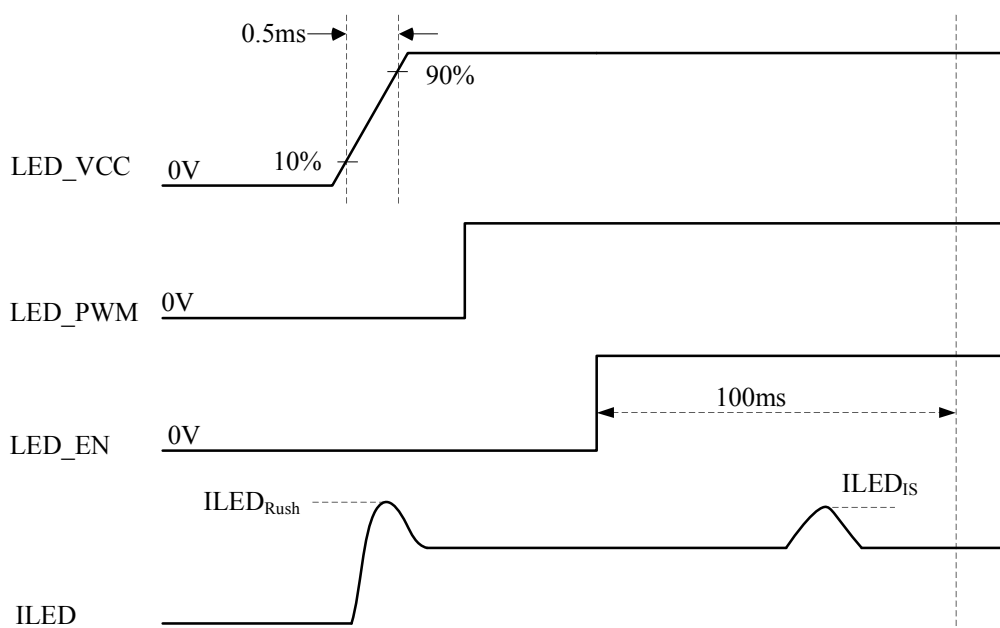 0.5ms
90%
10%
LED_VCC
0V
LED_PWM
0V
100ms
LED_EN
0V
ILED_Rush
ILED_IS
ILED